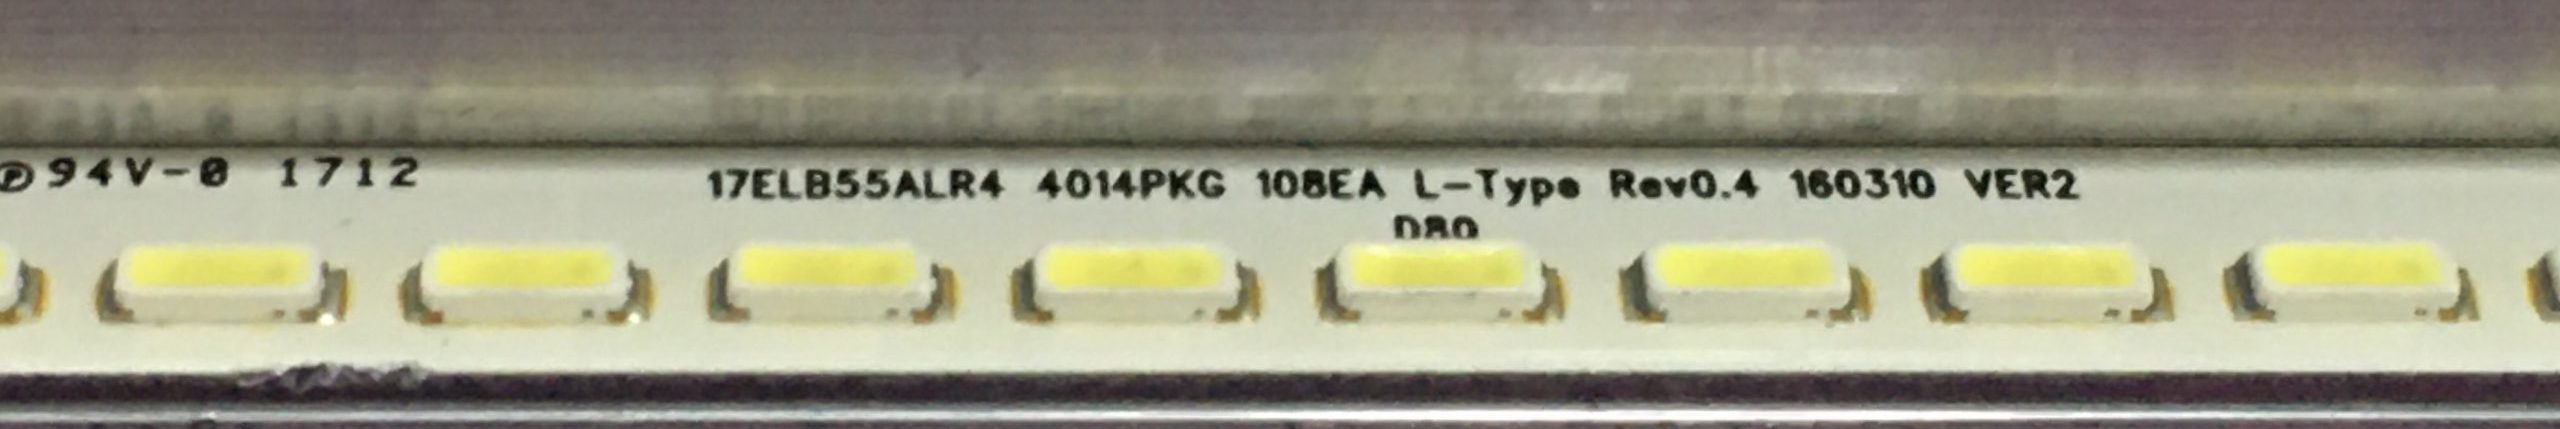 ℗94V-0 1712
17ELB55ALR4 4014PKG 108EA L-Type Rev0.4 160310 VER2
D80